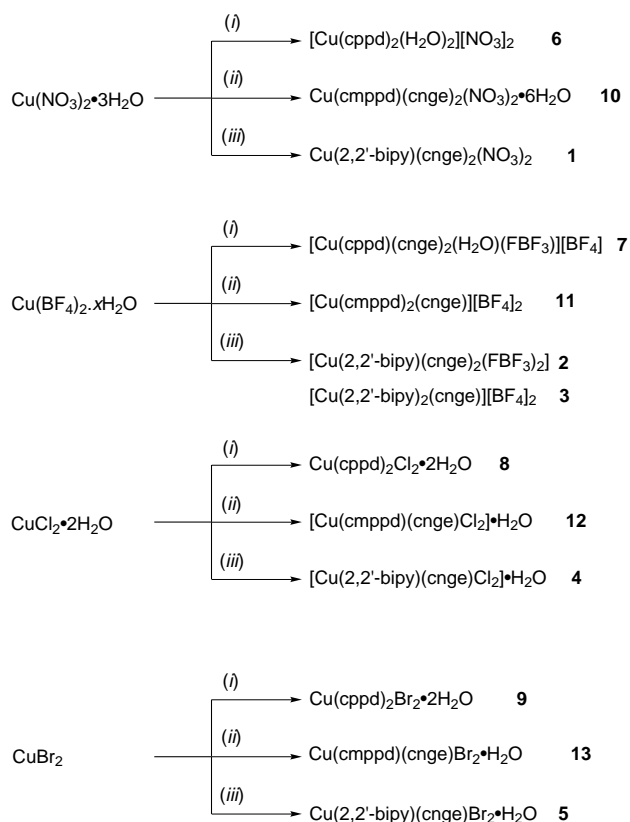 (i)
[Cu(cppd)₂(H₂O)₂][NO₃]₂ 6
Cu(NO₃)₂•3H₂O
(ii)
Cu(cmppd)(cnge)₂(NO₃)₂•6H₂O 10
(iii)
Cu(2,2'-bipy)(cnge)₂(NO₃)₂ 1
(i)
[Cu(cppd)(cnge)₂(H₂O)(FBF₃)][BF₄] 7
Cu(BF₄)₂.xH₂O
(ii)
[Cu(cmppd)₂(cnge)][BF₄]₂ 11
(iii)
[Cu(2,2'-bipy)(cnge)₂(FBF₃)₂] 2
[Cu(2,2'-bipy)₂(cnge)][BF₄]₂ 3
(i)
Cu(cppd)₂Cl₂•2H₂O 8
CuCl₂•2H₂O
(ii)
[Cu(cmppd)(cnge)Cl₂]•H₂O 12
(iii)
[Cu(2,2'-bipy)(cnge)Cl₂]•H₂O 4
(i)
Cu(cppd)₂Br₂•2H₂O 9
CuBr₂
(ii)
Cu(cmppd)(cnge)Br₂•H₂O 13
(iii)
Cu(2,2'-bipy)(cnge)Br₂•H₂O 5